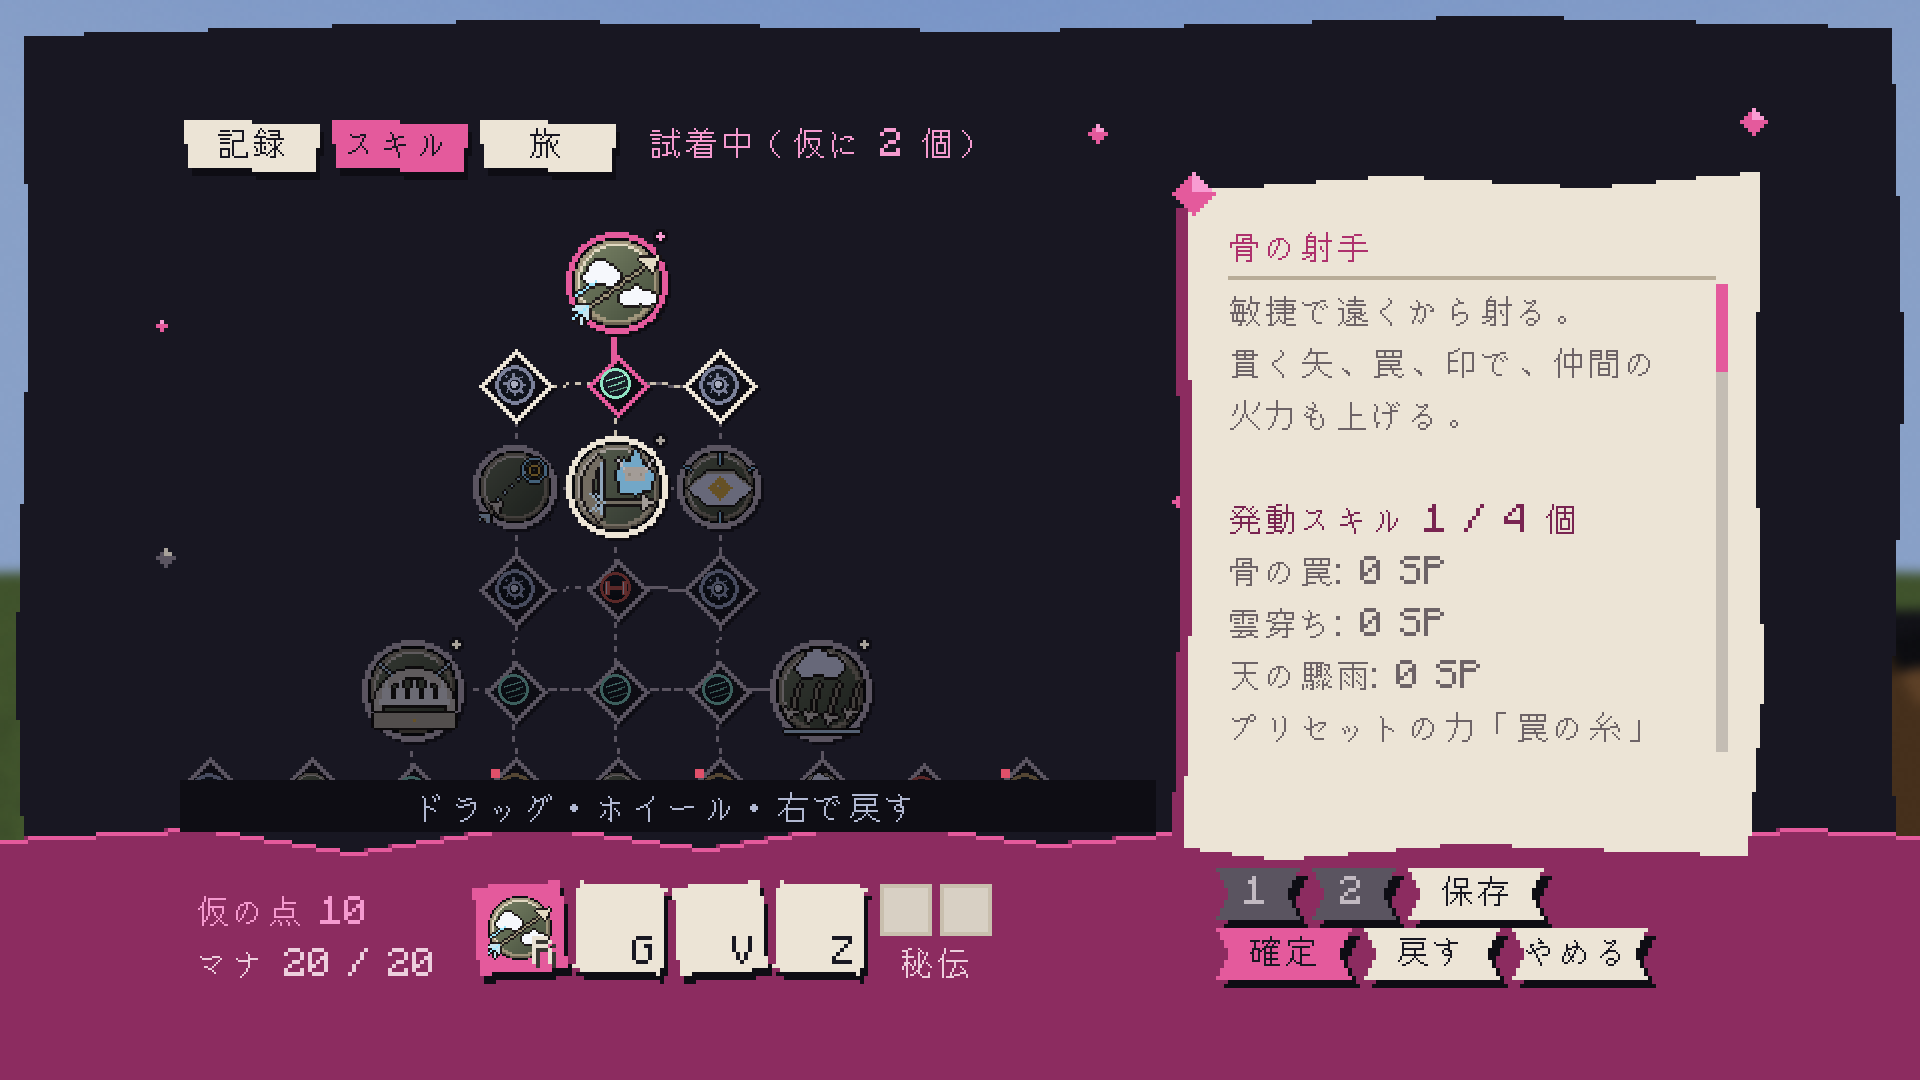 記録 スキル 旅 試着中(仮に 2 個)
骨の射手
敏捷で遠くから射る。
貫く矢、罠、印で、仲間の
火力も上げる。
発動スキル 1 / 4 個
骨の罠: 0 SP
雲穿ち: 0 SP
天の驟雨: 0 SP
プリセットの力「罠の糸」
ドラッグ・ホイール・右で戻す
仮の点 10
マナ 20 / 20
R G V Z
秘伝
1 2 保存
確定 戻す やめる